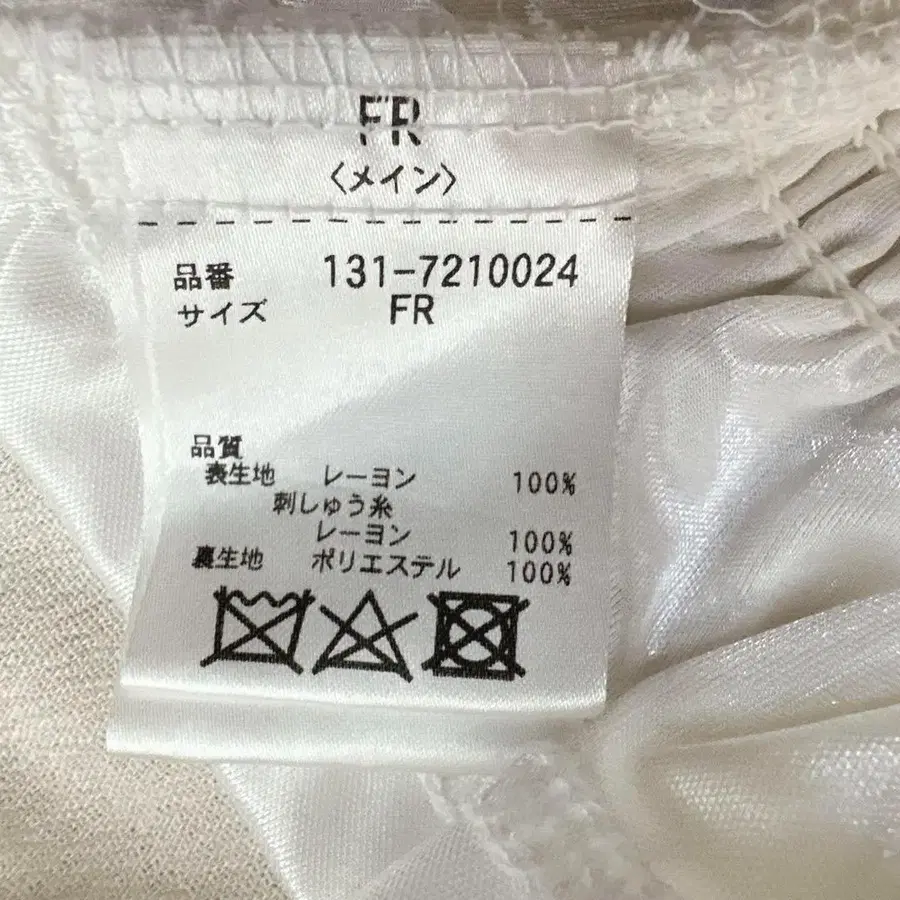 FR
〈メイン〉
品番 131-7210024
サイズ FR
品質
表生地 レーヨン 100%
刺しゅう糸
レーヨン 100%
裏生地 ポリエステル 100%